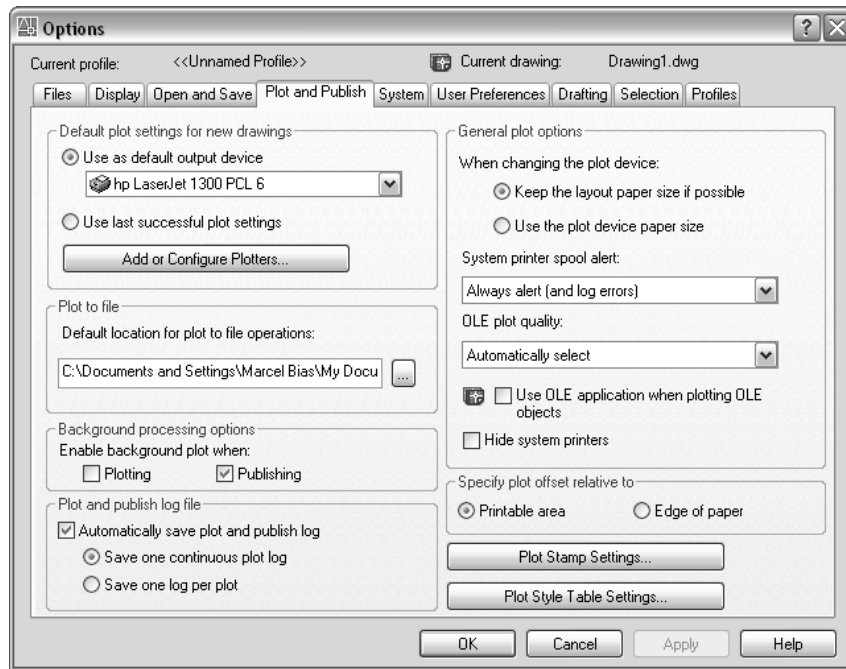 Options
Current profile: <<Unnamed Profile>> Current drawing: Drawing1.dwg
Files Display Open and Save Plot and Publish System User Preferences Drafting Selection Profiles
Default plot settings for new drawings
Use as default output device
hp LaserJet 1300 PCL 6
Use last successful plot settings
Add or Configure Plotters...
Plot to file
Default location for plot to file operations:
C:\Documents and Settings\Marcel Bias\My Docu
...
Background processing options
Enable background plot when:
Plotting Publishing
Plot and publish log file
Automatically save plot and publish log
Save one continuous plot log
Save one log per plot
General plot options
When changing the plot device:
Keep the layout paper size if possible
Use the plot device paper size
System printer spool alert:
Always alert (and log errors)
OLE plot quality:
Automatically select
Use OLE application when plotting OLE
objects
Hide system printers
Specify plot offset relative to
Printable area Edge of paper
Plot Stamp Settings...
Plot Style Table Settings...
OK Cancel Apply Help